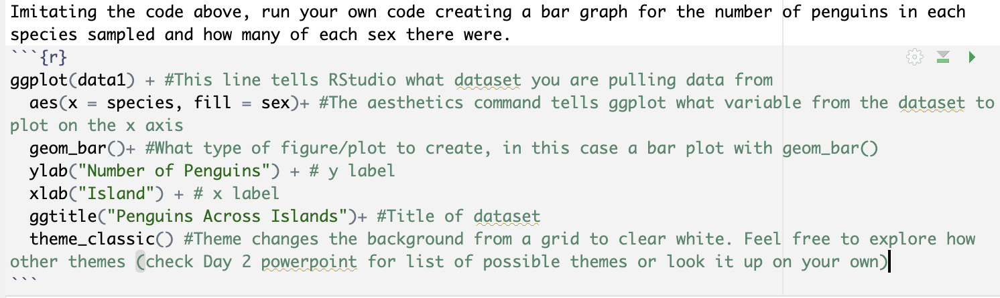 Imitating the code above, run your own code creating a bar graph for the number of penguins in each
species sampled and how many of each sex there were.
```{r}
ggplot(data1) + #This line tells RStudio what dataset you are pulling data from
  aes(x = species, fill = sex)+ #The aesthetics command tells ggplot what variable from the dataset to
plot on the x axis
  geom_bar()+ #What type of figure/plot to create, in this case a bar plot with geom_bar()
  ylab("Number of Penguins") + # y label
  xlab("Island") + # x label
  ggtitle("Penguins Across Islands")+ #Title of dataset
  theme_classic() #Theme changes the background from a grid to clear white. Feel free to explore how
other themes (check Day 2 powerpoint for list of possible themes or look it up on your own)
```